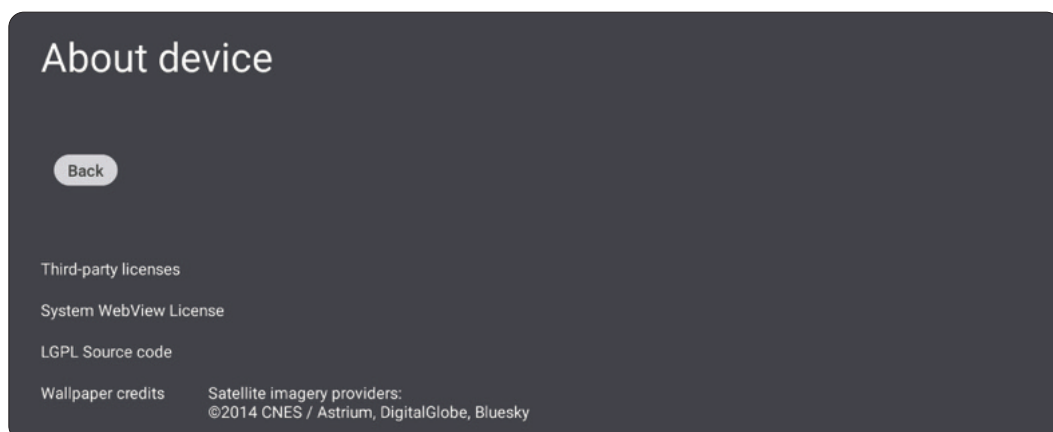 About device
Back
Third-party licenses
System WebView License
LGPL Source code
Wallpaper credits
Satellite imagery providers:
©2014 CNES / Astrium, DigitalGlobe, Bluesky